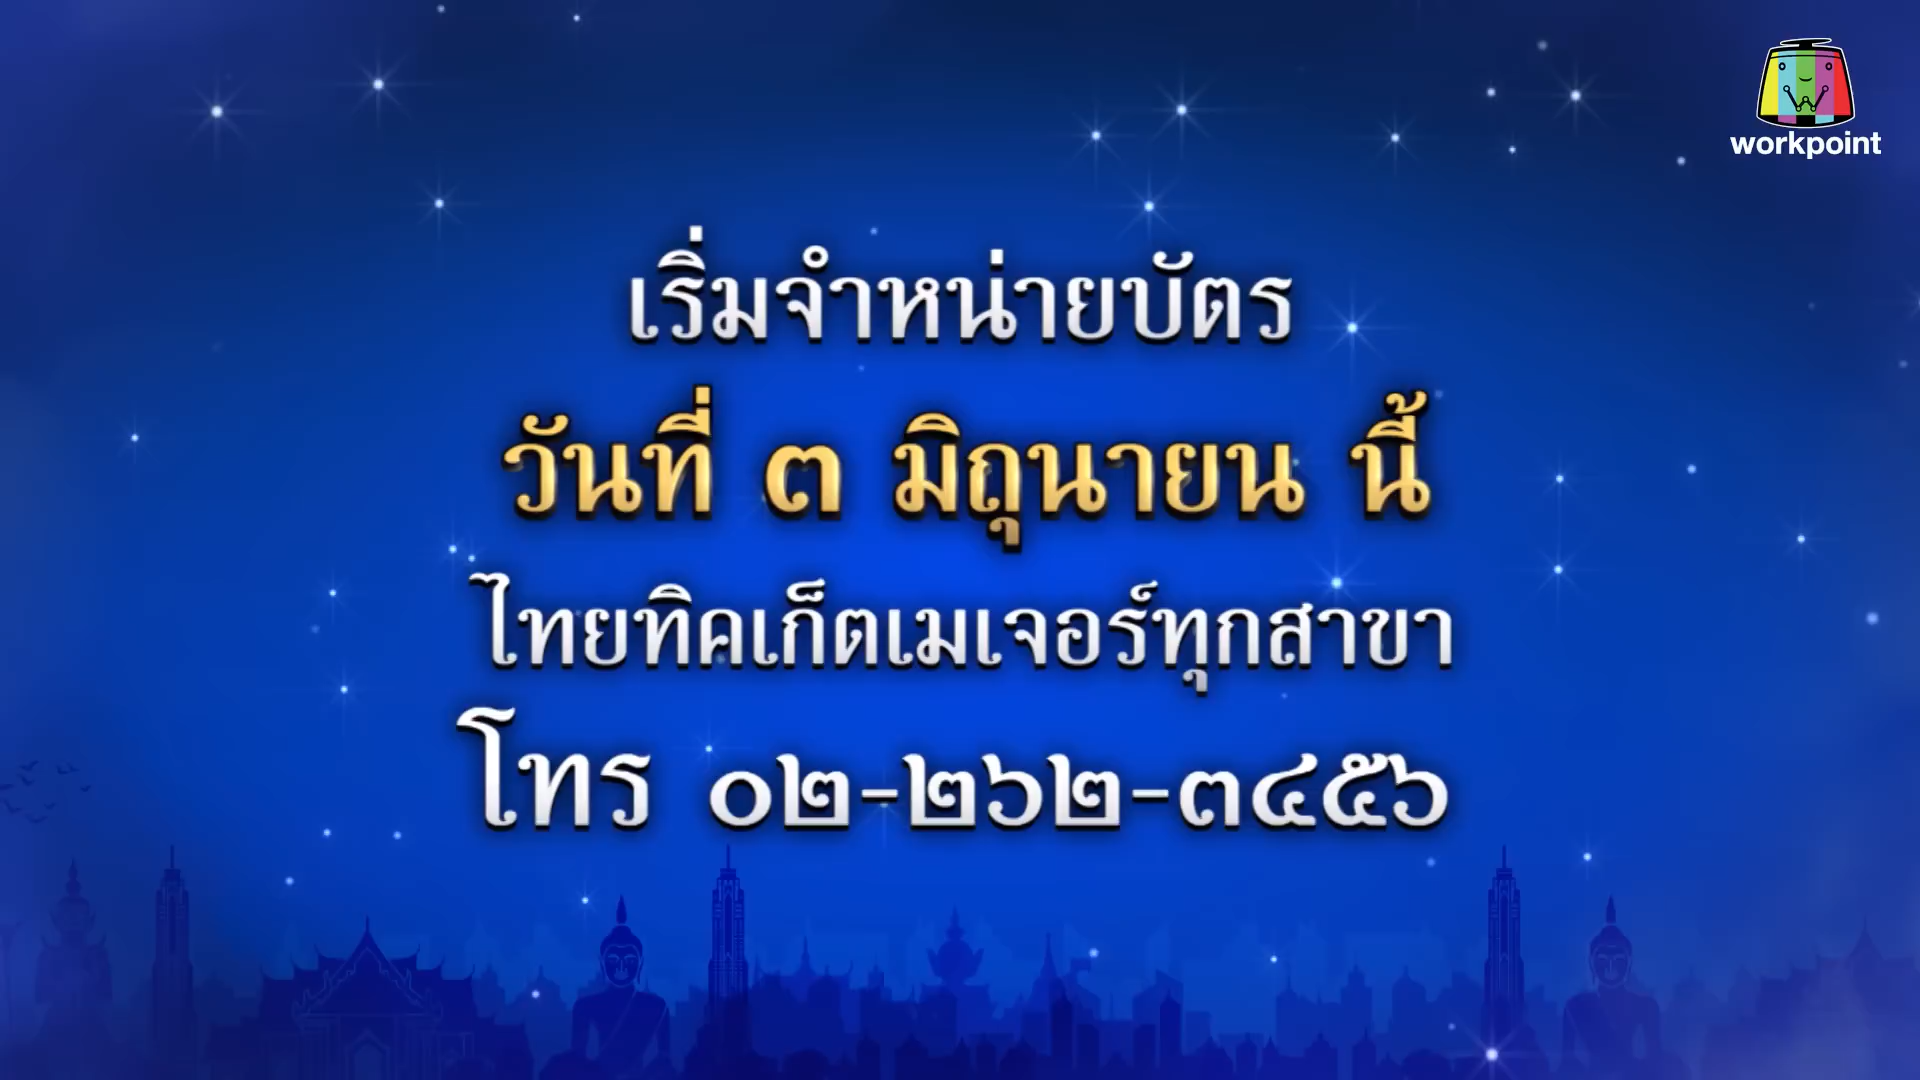 workpoint
เริ่มจำหน่ายบัตร
วันที่ ๓ มิถุนายน นี้
ไทยทิคเก็ตเมเจอร์ทุกสาขา
โทร ๐๒-๒๖๒-๓๔๕๖